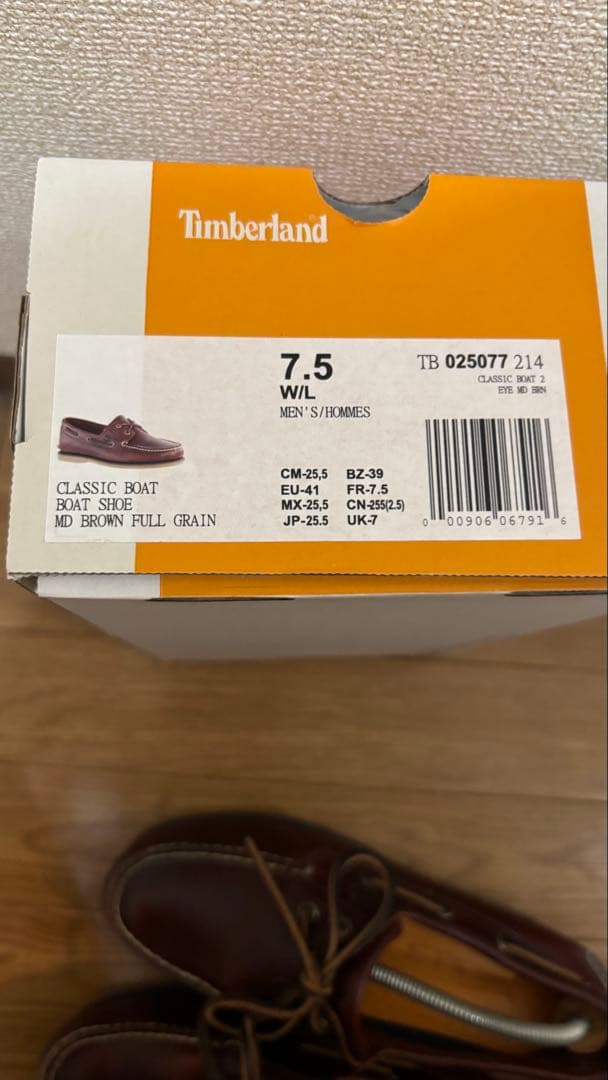 Timberland
7.5
W/L
MEN'S/HOMMES
TB 025077 214
CLASSIC BOAT 2
EYE MD BRN
CM-25,5 BZ-39
EU-41 FR-7.5
MX-25,5 CN-255(2.5)
JP-25.5 UK-7
CLASSIC BOAT
BOAT SHOE
MD BROWN FULL GRAIN
0 00906 06791 6